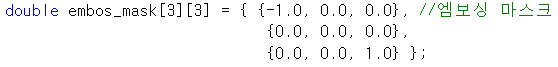 double embos_mask[3][3] = { {-1.0, 0.0, 0.0}, //엠보싱 마스크
{0.0, 0.0, 0.0},
{0.0, 0.0, 1.0} };